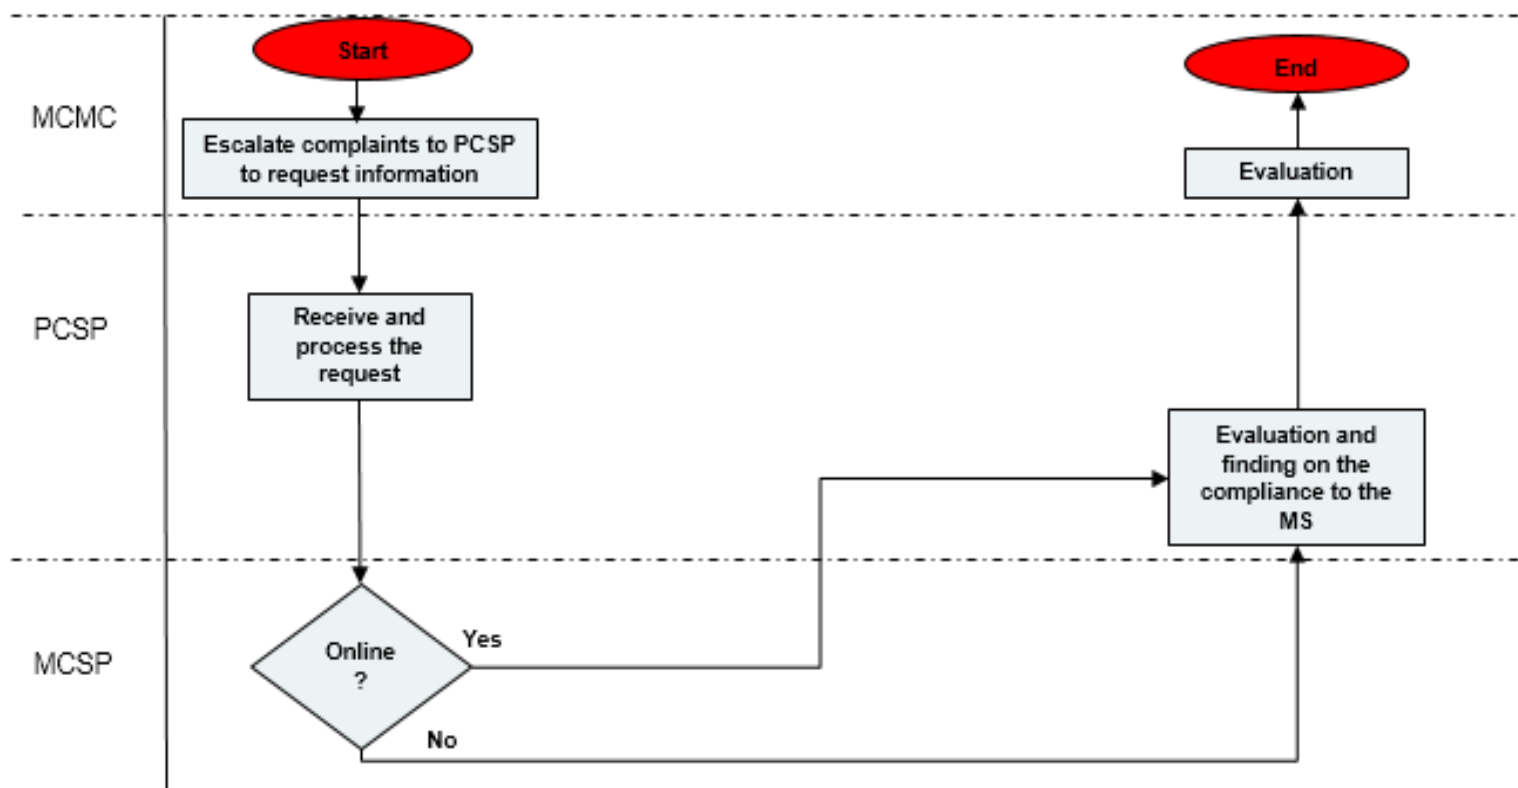 Start
End
MCMC
Escalate complaints to PCSP
to request information
Evaluation
PCSP
Receive and
process the
request
Evaluation and
finding on the
compliance to the
MS
MCSP
Online
?
Yes
No